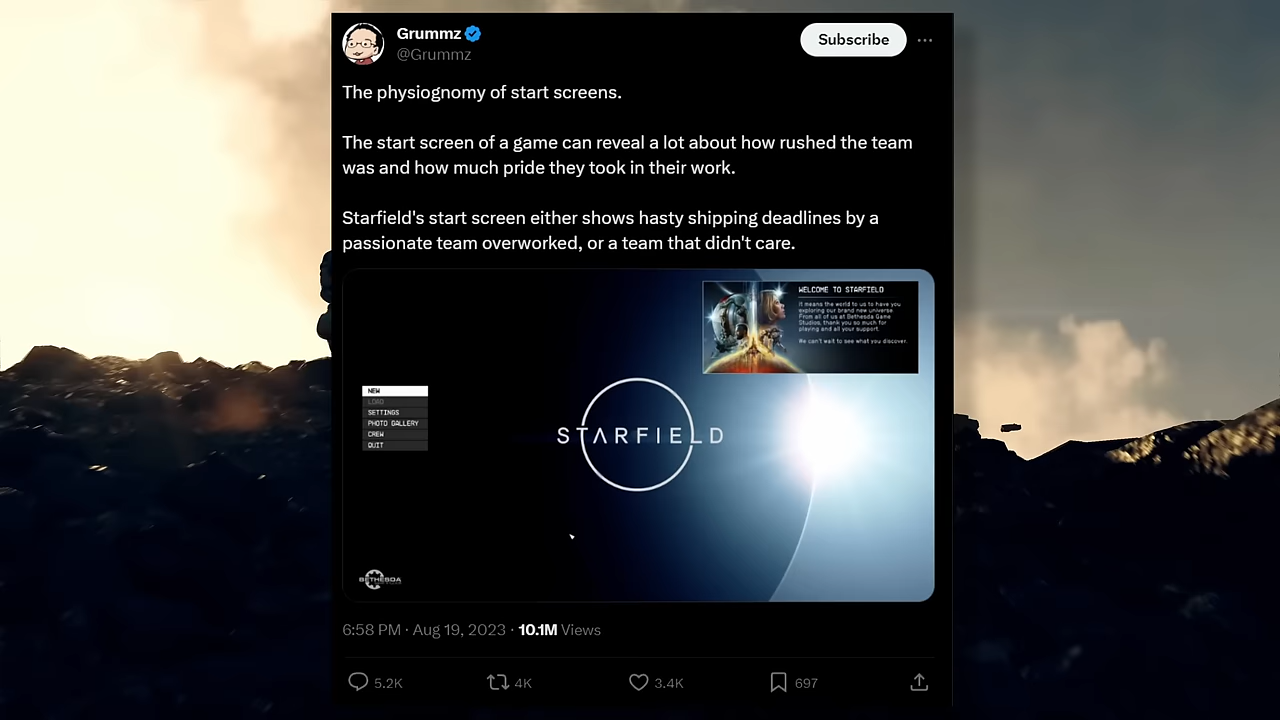 Grummz
@Grummz
Subscribe
The physiognomy of start screens.
The start screen of a game can reveal a lot about how rushed the team
was and how much pride they took in their work.
Starfield's start screen either shows hasty shipping deadlines by a
passionate team overworked, or a team that didn't care.
WELCOME TO STARFIELD
It means the world to us to have you
exploring our brand new universe.
From all of us at Bethesda Game
Studios, thank you so much for
playing and all your support.
We can't wait to see what you discover.
NEW
LOAD
SETTINGS
PHOTO GALLERY
CREW
QUIT
STARFIELD
BETHESDA
6:58 PM · Aug 19, 2023 · 10.1M Views
5.2K
4K
3.4K
697